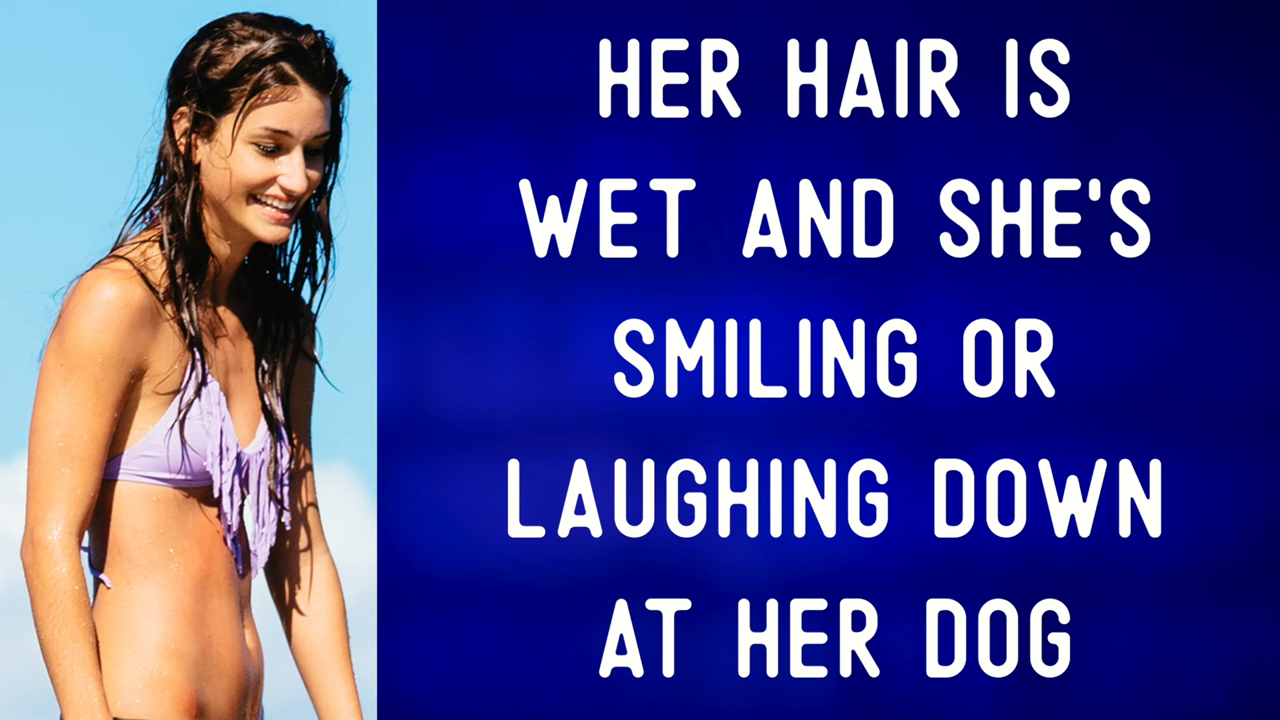 HER HAIR IS
WET AND SHE'S
SMILING OR
LAUGHING DOWN
AT HER DOG